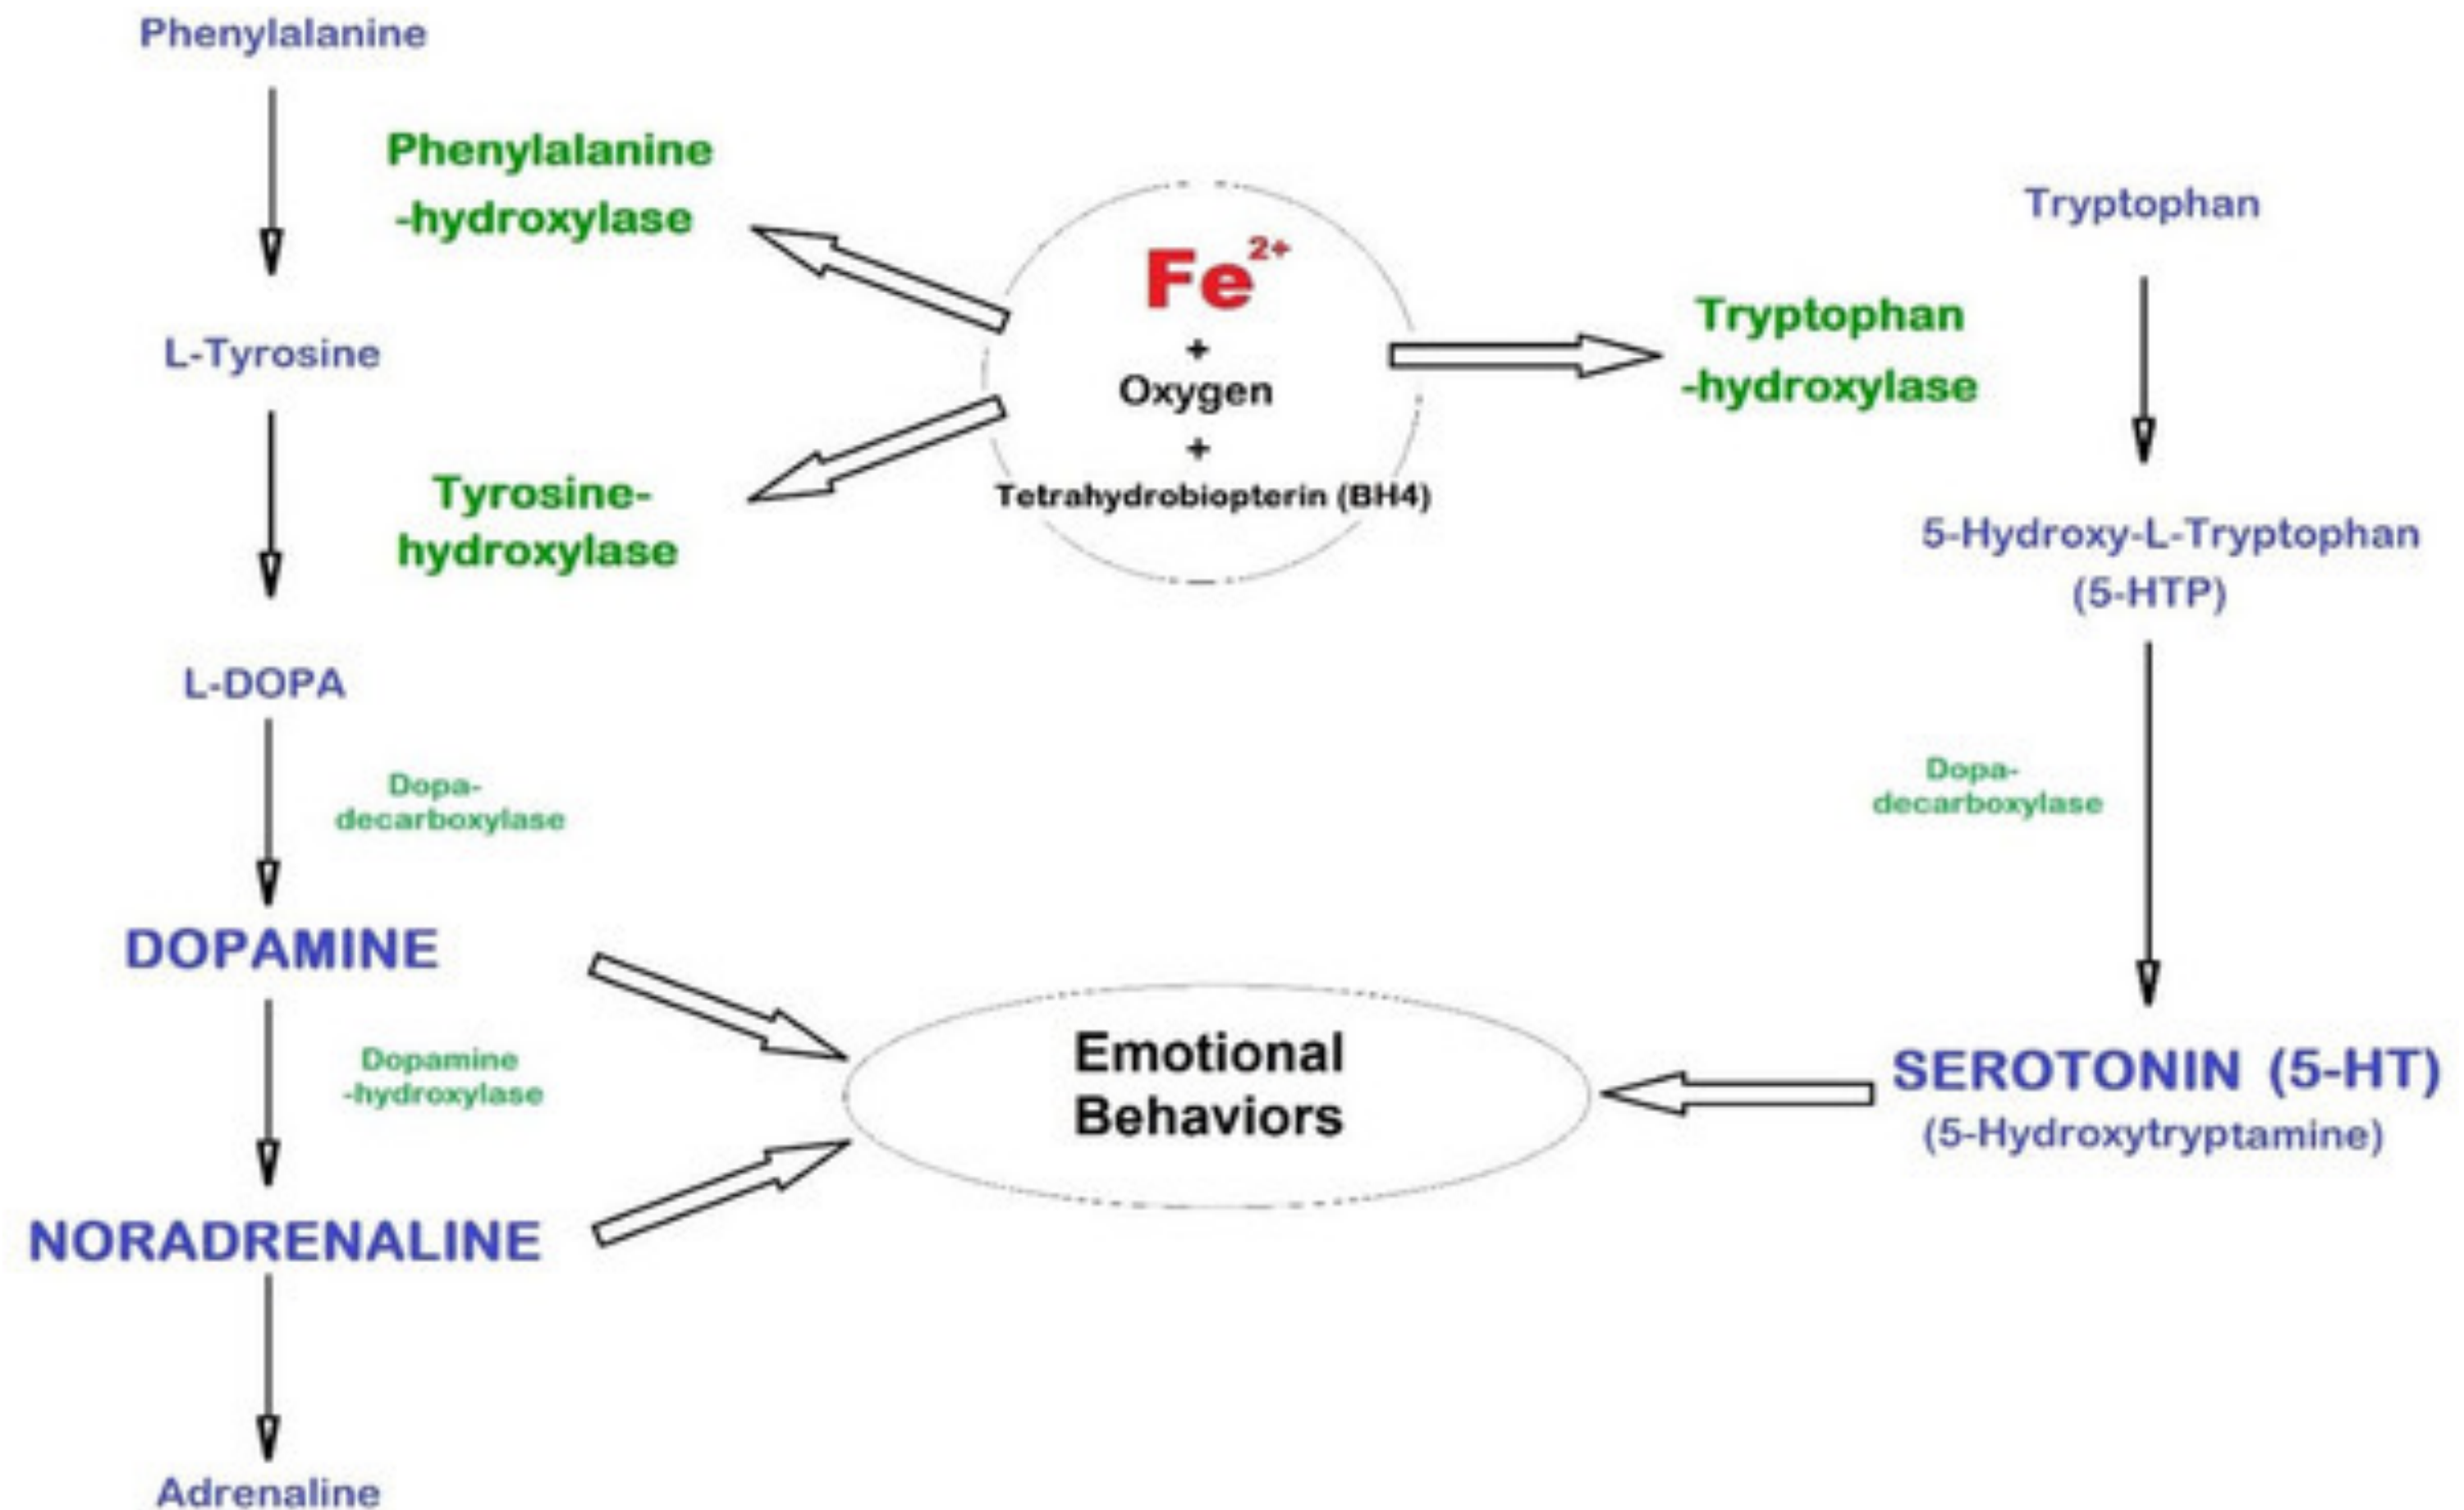 Phenylalanine
Phenylalanine
-hydroxylase
L-Tyrosine
Tyrosine-
hydroxylase
L-DOPA
Dopa-
decarboxylase
DOPAMINE
Dopamine
-hydroxylase
NORADRENALINE
Adrenaline
Fe2+
+
Oxygen
+
Tetrahydrobiopterin (BH4)
Emotional
Behaviors
Tryptophan
Tryptophan
-hydroxylase
5-Hydroxy-L-Tryptophan
(5-HTP)
Dopa-
decarboxylase
SEROTONIN (5-HT)
(5-Hydroxytryptamine)